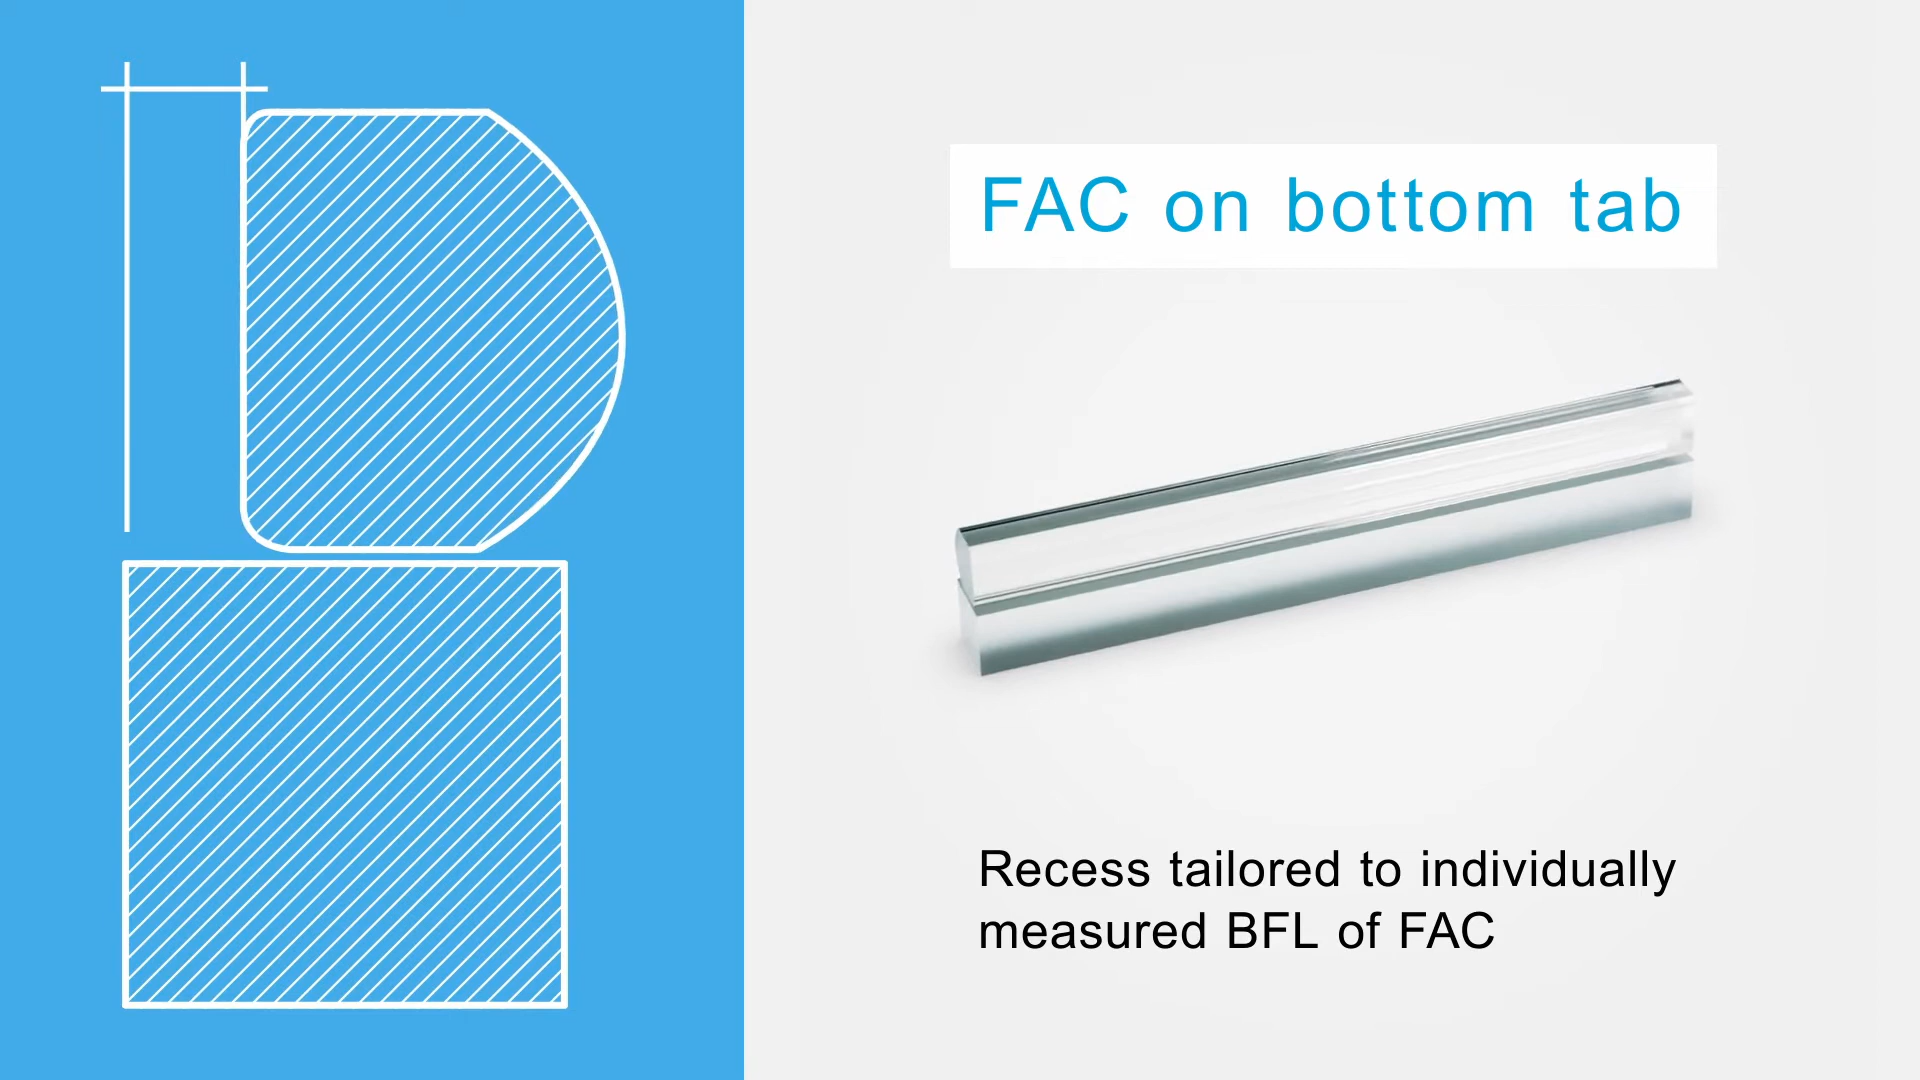 FAC on bottom tab
Recess tailored to individually
measured BFL of FAC